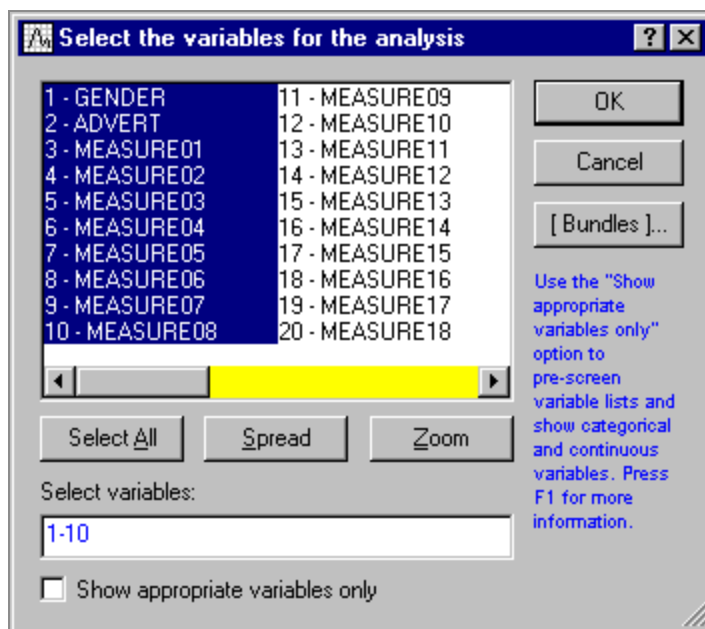 Select the variables for the analysis
1 - GENDER
2 - ADVERT
3 - MEASURE01
4 - MEASURE02
5 - MEASURE03
6 - MEASURE04
7 - MEASURE05
8 - MEASURE06
9 - MEASURE07
10 - MEASURE08
11 - MEASURE09
12 - MEASURE10
13 - MEASURE11
14 - MEASURE12
15 - MEASURE13
16 - MEASURE14
17 - MEASURE15
18 - MEASURE16
19 - MEASURE17
20 - MEASURE18
OK
Cancel
[ Bundles ]...
Use the "Show
appropriate
variables only"
option to
pre-screen
variable lists and
show categorical
and continuous
variables. Press
F1 for more
information.
Select All
Spread
Zoom
Select variables:
1-10
Show appropriate variables only